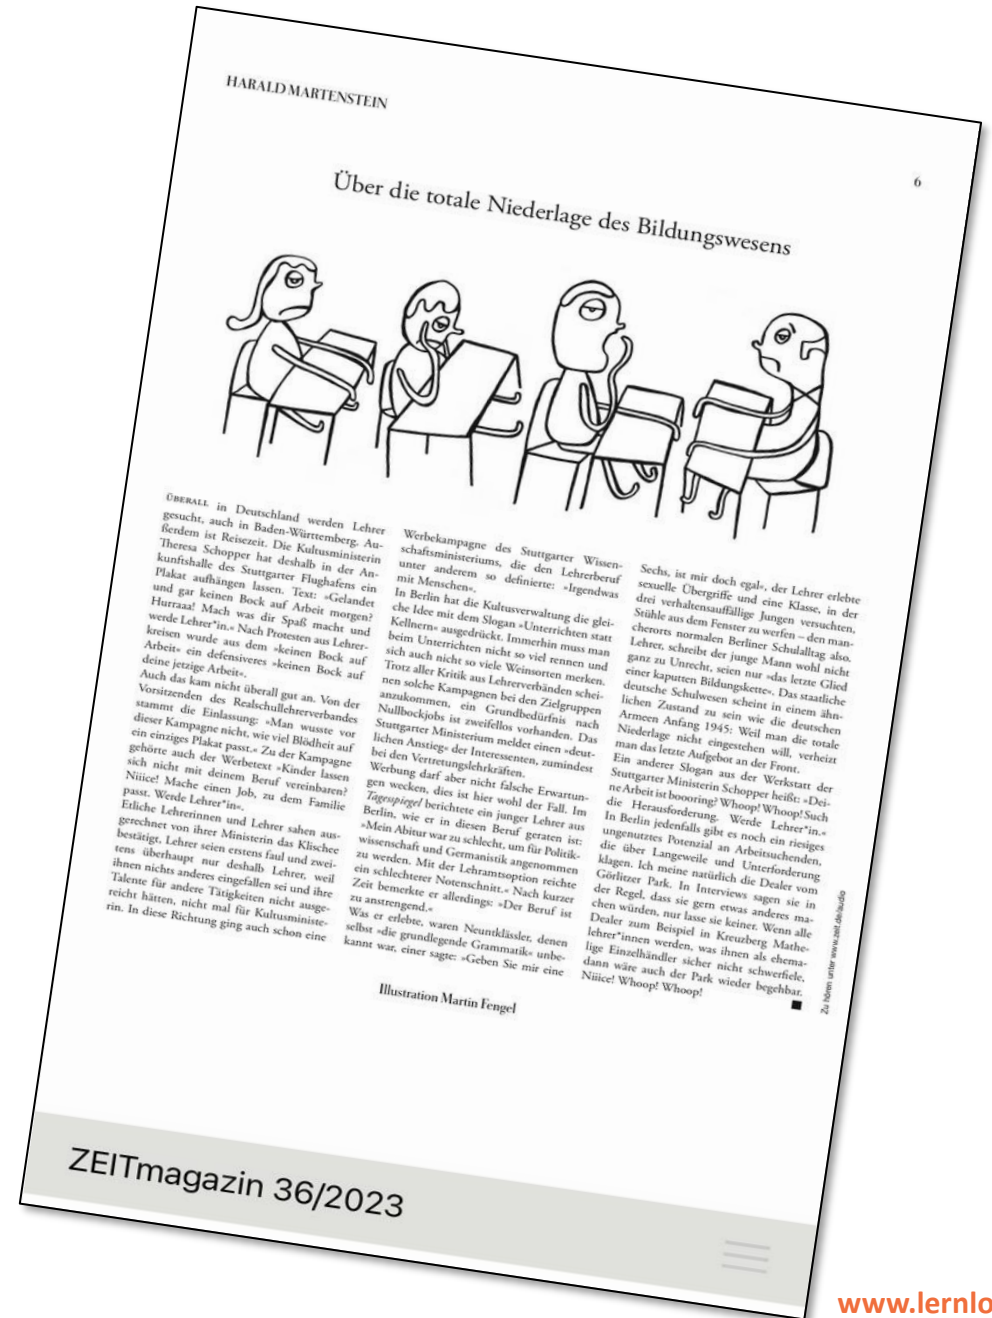 HARALD MARTENSTEIN
6
Über die totale Niederlage des Bildungswesens
ÜBERALL in Deutschland werden Lehrer
gesucht, auch in Baden-Württemberg. Au-
ßerdem ist Reisezeit. Die Kultusministerin
Theresa Schopper hat deshalb in der An-
kunftshalle des Stuttgarter Flughafens ein
Plakat aufhängen lassen. Text: »Gelandet
und gar keinen Bock auf Arbeit morgen?
Hurraaa! Mach was dir Spaß macht und
werde Lehrer*in.« Nach Protesten aus Lehrer-
kreisen wurde aus dem »keinen Bock auf
Arbeit« ein defensiveres »keinen Bock auf
deine jetzige Arbeit«.
Auch das kam nicht überall gut an. Von der
Vorsitzenden des Realschullehrerverbandes
stammt die Einlassung: »Man wusste vor
dieser Kampagne nicht, wie viel Blödheit auf
ein einziges Plakat passt.« Zu der Kampagne
gehörte auch der Werbetext »Kinder lassen
sich nicht mit deinem Beruf vereinbaren?
Niiice! Mache einen Job, zu dem Familie
passt. Werde Lehrer*in«.
Etliche Lehrerinnen und Lehrer sahen aus-
gerechnet von ihrer Ministerin das Klischee
bestätigt, Lehrer seien erstens faul und zwei-
tens überhaupt nur deshalb Lehrer, weil
ihnen nichts anderes eingefallen sei und ihre
Talente für andere Tätigkeiten nicht ausge-
reicht hätten, nicht mal für Kultusministe-
rin. In diese Richtung ging auch schon eine
Werbekampagne des Stuttgarter Wissen-
schaftsministeriums, die den Lehrerberuf
unter anderem so definierte: »Irgendwas
mit Menschen«.
In Berlin hat die Kultusverwaltung die glei-
che Idee mit dem Slogan »Unterrichten statt
Kellnern« ausgedrückt. Immerhin muss man
beim Unterrichten nicht so viel rennen und
sich auch nicht so viele Weinsorten merken.
Trotz aller Kritik aus Lehrerverbänden schei-
nen solche Kampagnen bei den Zielgruppen
anzukommen, ein Grundbedürfnis nach
Nullbockjobs ist zweifellos vorhanden. Das
Stuttgarter Ministerium meldet einen »deut-
lichen Anstieg« der Interessenten, zumindest
bei den Vertretungslehrkräften.
Werbung darf aber nicht falsche Erwartun-
gen wecken, dies ist hier wohl der Fall. Im
Tagesspiegel berichtete ein junger Lehrer aus
Berlin, wie er in diesen Beruf geraten ist:
»Mein Abitur war zu schlecht, um für Politik-
wissenschaft und Germanistik angenommen
zu werden. Mit der Lehramtsoption reichte
ein schlechterer Notenschnitt.« Nach kurzer
Zeit bemerkte er allerdings: »Der Beruf ist
zu anstrengend.«
Was er erlebte, waren Neuntklässler, denen
selbst »die grundlegende Grammatik« unbe-
kannt war, einer sagte: »Geben Sie mir eine
Sechs, ist mir doch egal«, der Lehrer erlebte
sexuelle Übergriffe und eine Klasse, in der
drei verhaltensauffällige Jungen versuchten,
Stühle aus dem Fenster zu werfen – den man-
cherorts normalen Berliner Schulalltag also.
Lehrer, schreibt der junge Mann wohl nicht
ganz zu Unrecht, seien nur »das letzte Glied
einer kaputten Bildungskette«. Das staatliche
deutsche Schulwesen scheint in einem ähn-
lichen Zustand zu sein wie die deutschen
Armeen Anfang 1945: Weil man die totale
Niederlage nicht eingestehen will, verheizt
man das letzte Aufgebot an der Front.
Ein anderer Slogan aus der Werkstatt der
Stuttgarter Ministerin Schopper heißt: »Dei-
ne Arbeit ist boooring? Whoop! Whoop! Such
die Herausforderung. Werde Lehrer*in.«
In Berlin jedenfalls gibt es noch ein riesiges
ungenutztes Potenzial an Arbeitsuchenden,
die über Langeweile und Unterforderung
klagen. Ich meine natürlich die Dealer vom
Görlitzer Park. In Interviews sagen sie in
der Regel, dass sie gern etwas anderes ma-
chen würden, nur lasse sie keiner. Wenn alle
Dealer zum Beispiel in Kreuzberg Mathe-
lehrer*innen werden, was ihnen als ehema-
lige Einzelhändler sicher nicht schwerfiele,
dann wäre auch der Park wieder begehbar.
Niiice! Whoop! Whoop!
Zu hören unter www.zeit.de/audio
Illustration Martin Fengel
ZEITmagazin 36/2023
www.lernlo